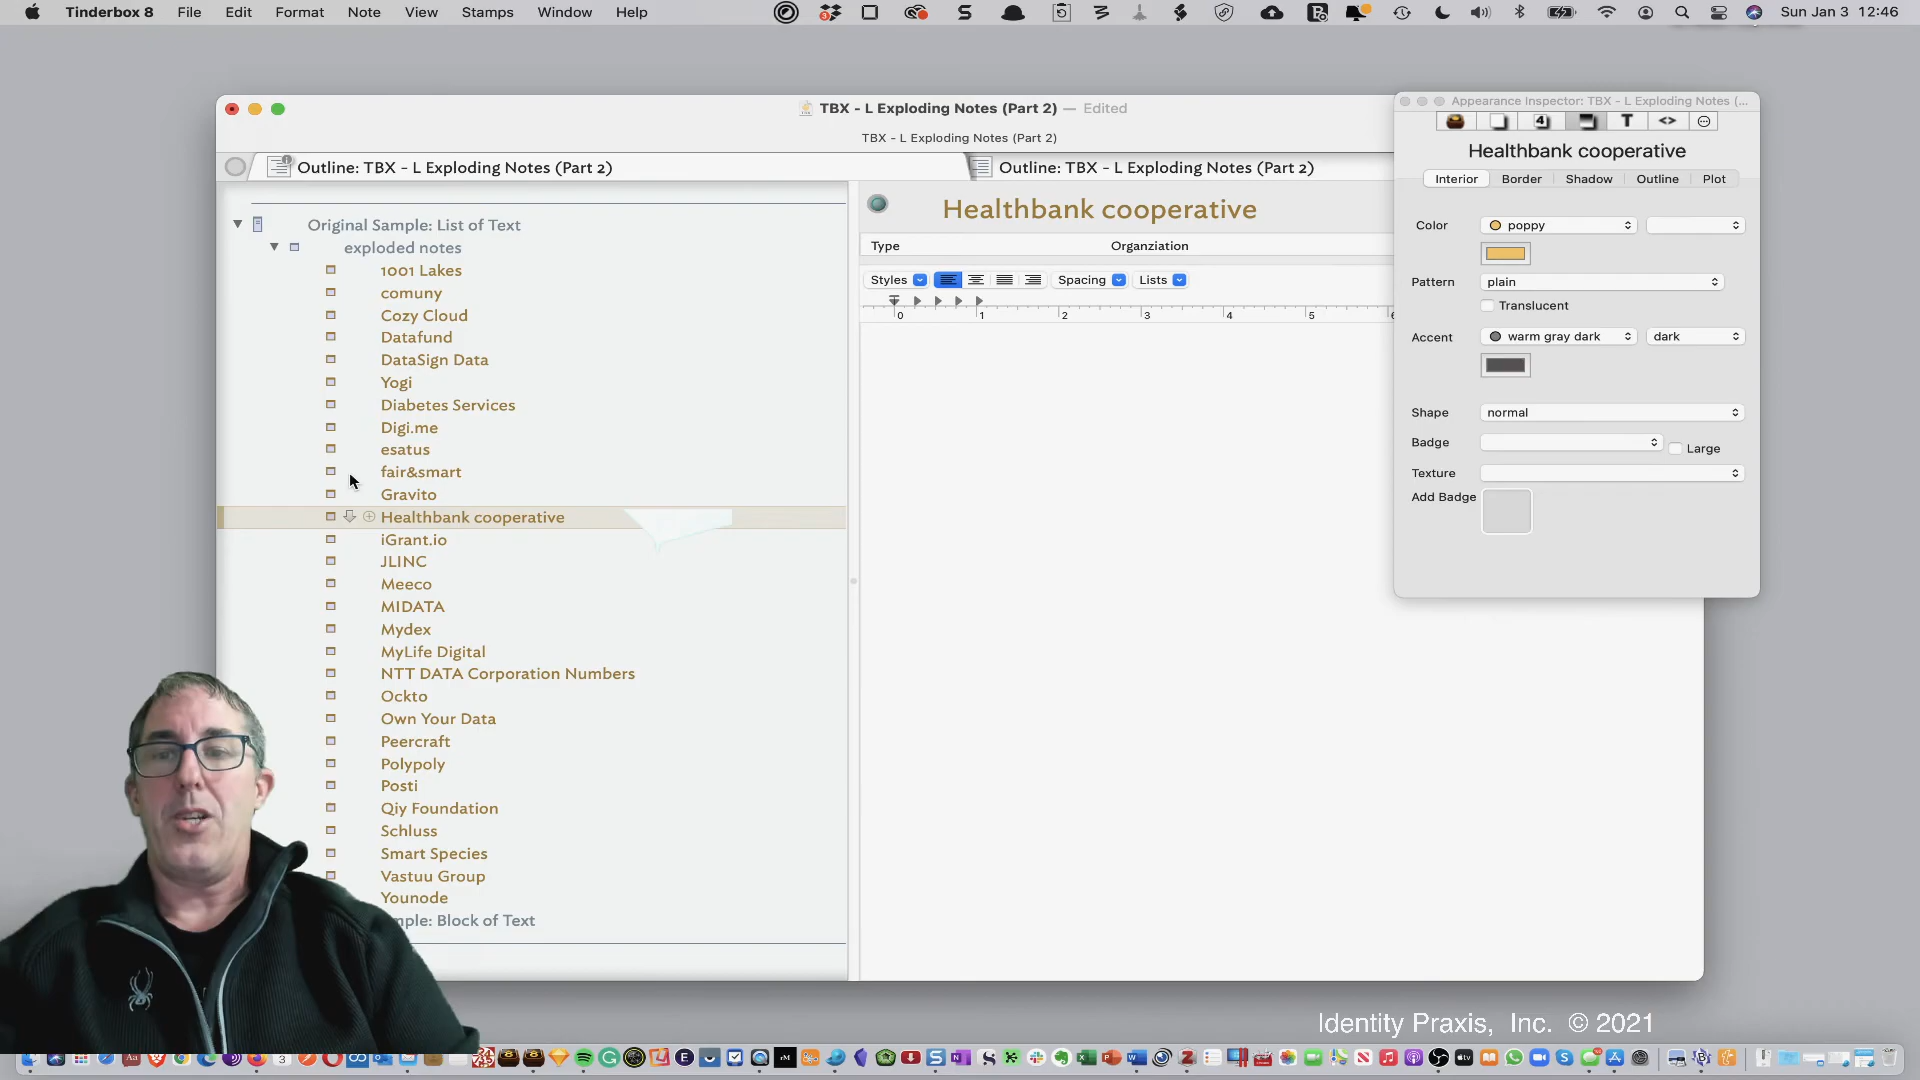 Tinderbox 8 File Edit Format Note View Stamps Window Help Sun Jan 3 12:46
TBX - L Exploding Notes (Part 2) — Edited
TBX - L Exploding Notes (Part 2)
Outline: TBX - L Exploding Notes (Part 2)
Outline: TBX - L Exploding Notes (Part 2)
Original Sample: List of Text
exploded notes
1001 Lakes
comuny
Cozy Cloud
Datafund
DataSign Data
Yogi
Diabetes Services
Digi.me
esatus
fair&smart
Gravito
Healthbank cooperative
iGrant.io
JLINC
Meeco
MIDATA
Mydex
MyLife Digital
NTT DATA Corporation Numbers
Ockto
Own Your Data
Peercraft
Polypoly
Posti
Qiy Foundation
Schluss
Smart Species
Vastuu Group
Younode
mple: Block of Text
Healthbank cooperative
Type Organziation
Styles Spacing Lists
0 1 2 3 4 5 6
Appearance Inspector: TBX - L Exploding Notes (...
Healthbank cooperative
Interior Border Shadow Outline Plot
Color poppy
Pattern plain
Translucent
Accent warm gray dark dark
Shape normal
Badge Large
Texture
Add Badge
Identity Praxis, Inc. © 2021